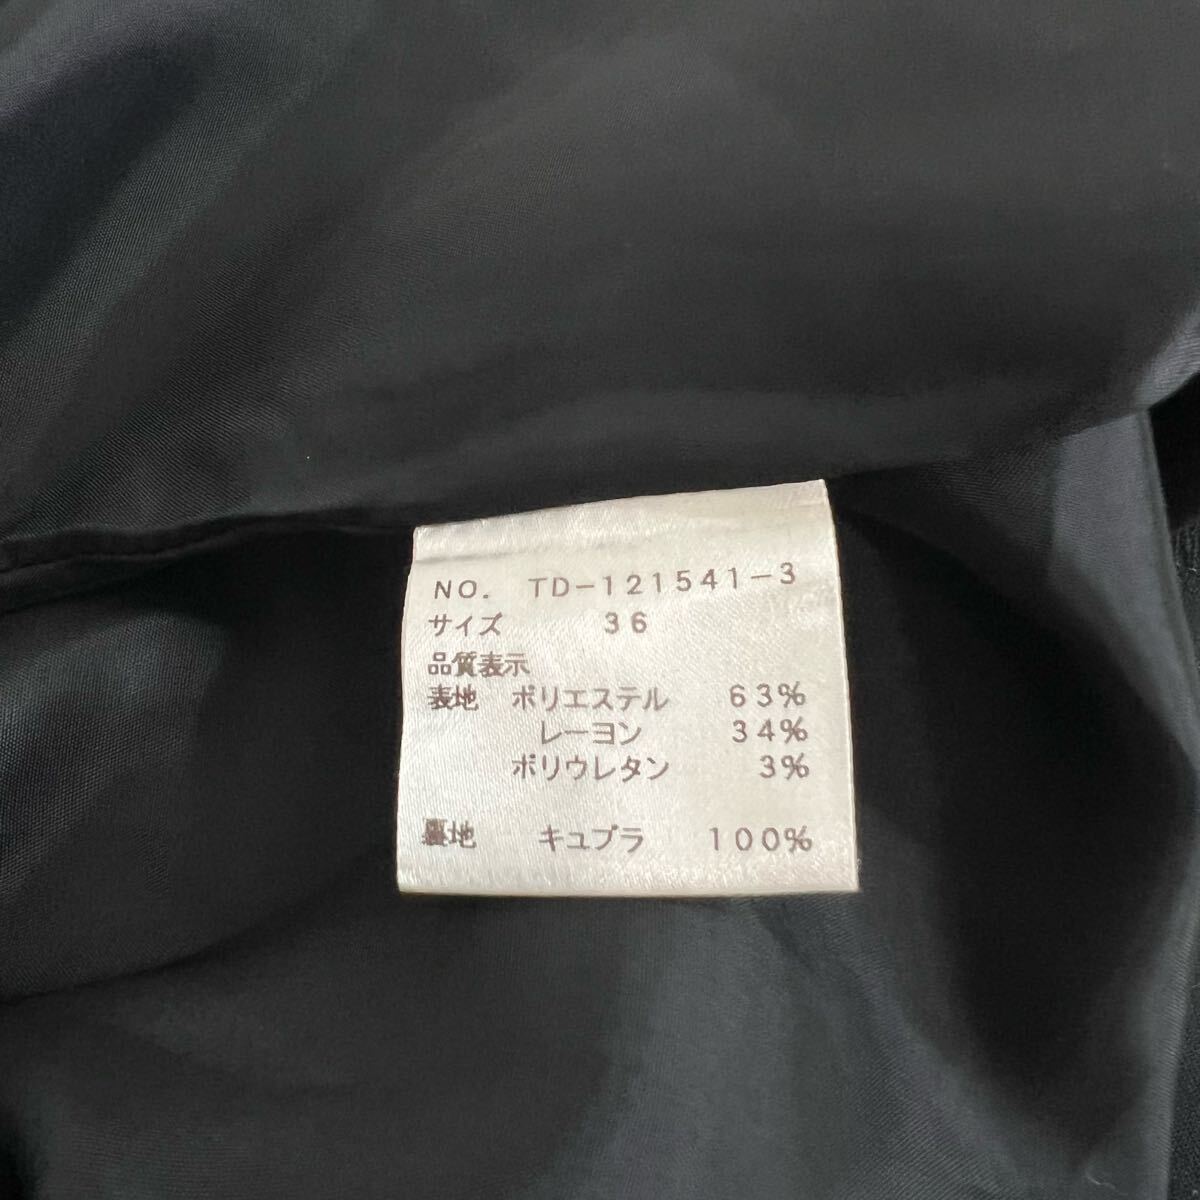 NO. TD-121541-3
サイズ 36
品質表示
表地 ポリエステル 63%
レーヨン 34%
ポリウレタン 3%
裏地 キュプラ 100%